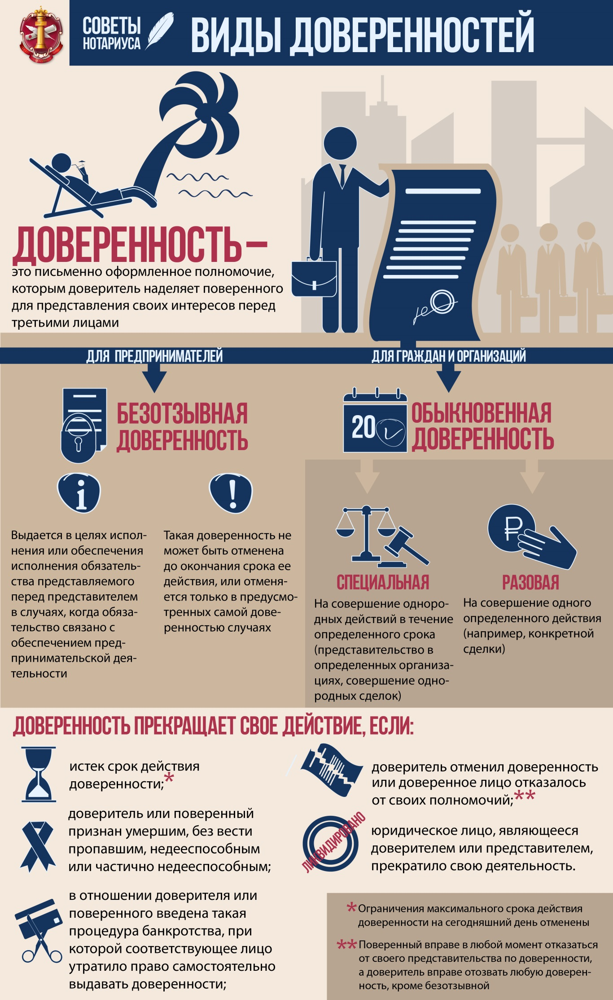 СОВЕТЫ
НОТАРИУСА
ВИДЫ ДОВЕРЕННОСТЕЙ
ДОВЕРЕННОСТЬ –
это письменно оформленное полномочие,
которым доверитель наделяет поверенного
для представления своих интересов перед
третьими лицами
ДЛЯ ПРЕДПРИНИМАТЕЛЕЙ
БЕЗОТЗЫВНАЯ
ДОВЕРЕННОСТЬ
i
Выдается в целях испол-
нения или обеспечения
исполнения обязатель-
ства представляемого
перед представителем
в случаях, когда обяза-
тельство связано с
обеспечением пред-
принимательской дея-
тельности
!
Такая доверенность не
может быть отменена
до окончания срока ее
действия, или отменя-
ется только в предусмо-
тренных самой дове-
ренностью случаях
ДЛЯ ГРАЖДАН И ОРГАНИЗАЦИЙ
20
ОБЫКНОВЕННАЯ
ДОВЕРЕННОСТЬ
СПЕЦИАЛЬНАЯ
На совершение одноро-
дных действий в течение
определенного срока
(представительство в
определенных организа-
циях, совершение одно-
родных сделок)
₽
РАЗОВАЯ
На совершение одного
определенного действия
(например, конкретной
сделки)
ДОВЕРЕННОСТЬ ПРЕКРАЩАЕТ СВОЕ ДЕЙСТВИЕ, ЕСЛИ:
истек срок действия
доверенности;*
доверитель или поверенный
признан умершим, без вести
пропавшим, недееспособным
или частично недееспособным;
в отношении доверителя или
поверенного введена такая
процедура банкротства, при
которой соответствующее лицо
утратило право самостоятельно
выдавать доверенности;
доверитель отменил доверенность
или доверенное лицо отказалось
от своих полномочий;**
ЛИКВИДИРОВАНО
юридическое лицо, являющееся
доверителем или представителем,
прекратило свою деятельность.
* Ограничения максимального срока действия
доверенности на сегодняшний день отменены
** Поверенный вправе в любой момент отказаться
от своего представительства по доверенности,
а доверитель вправе отозвать любую доверен-
ность, кроме безотзывной